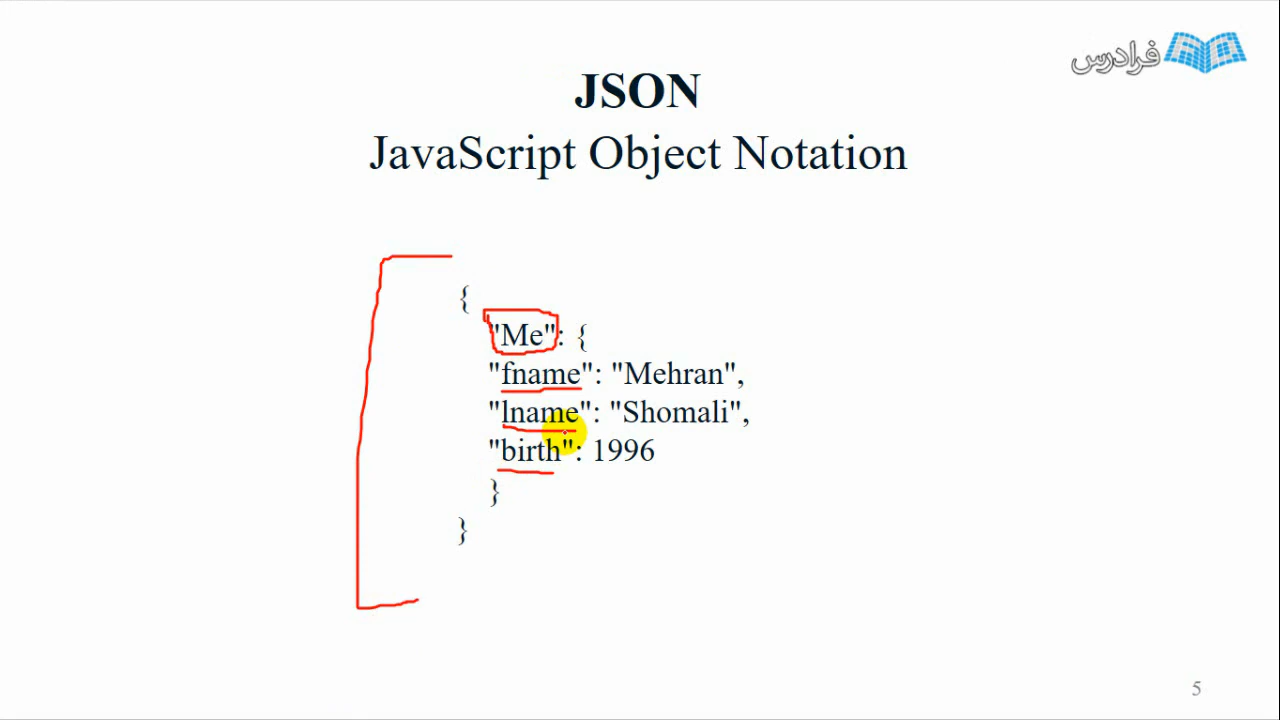 فرادرس
JSON
JavaScript Object Notation
{
"Me": {
"fname": "Mehran",
"lname": "Shomali",
"birth": 1996
}
}
5